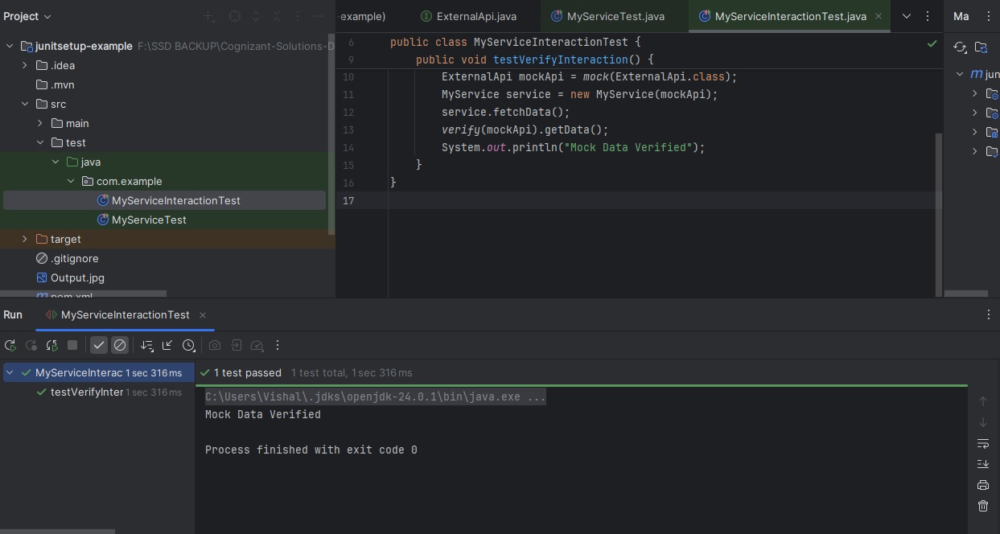 Project
example)
ExternalApi.java
MyServiceTest.java
MyServiceInteractionTest.java
Ma
junitsetup-example F:\SSD BACKUP\Cognizant-Solutions-D
.idea
.mvn
src
main
test
java
com.example
MyServiceInteractionTest
MyServiceTest
target
.gitignore
Output.jpg
pom.xml
6 public class MyServiceInteractionTest {
9 public void testVerifyInteraction() {
10 ExternalApi mockApi = mock(ExternalApi.class);
11 MyService service = new MyService(mockApi);
12 service.fetchData();
13 verify(mockApi).getData();
14 System.out.println("Mock Data Verified");
15 }
16 }
17
m jun
Run MyServiceInteractionTest
MyServiceInterac 1 sec 316 ms
testVerifyInter 1 sec 316 ms
1 test passed 1 test total, 1 sec 316 ms
C:\Users\Vishal\.jdks\openjdk-24.0.1\bin\java.exe ...
Mock Data Verified
Process finished with exit code 0